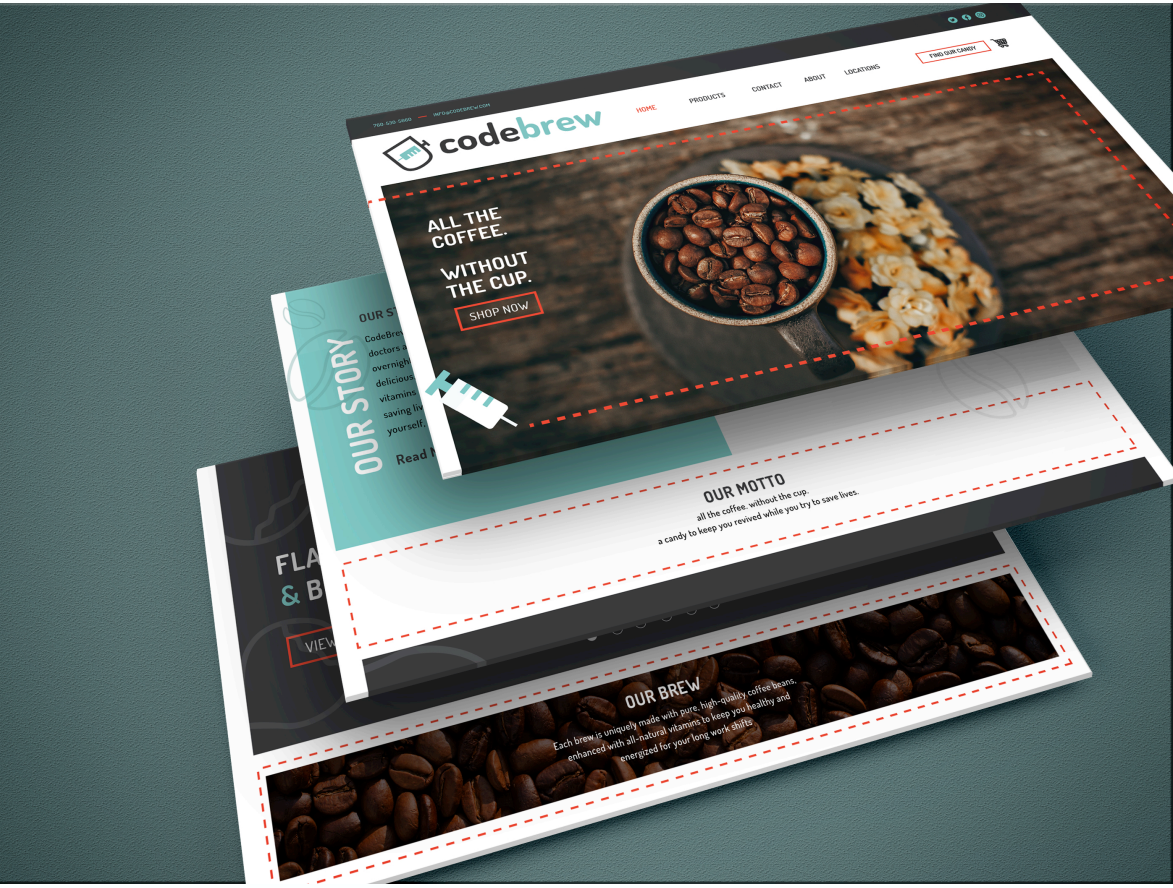 INFO@CODEBREW.COM
codebrew
HOME
PRODUCTS
CONTACT
ABOUT
LOCATIONS
FIND OUR CANDY
ALL THE
COFFEE.
WITHOUT
THE CUP.
SHOP NOW
OUR STORY
OUR
CodeBrew
doctors
overnigh
delicious,
vitamins
saving
yourself,
Read
OUR MOTTO
all the coffee. without the cup.
a candy to keep you revived while you try to save lives.
FLA
& B
VIEW
OUR BREW
Each brew is uniquely made with pure, high-quality coffee beans,
enhanced with all-natural vitamins to keep you healthy and
energized for your long work shifts